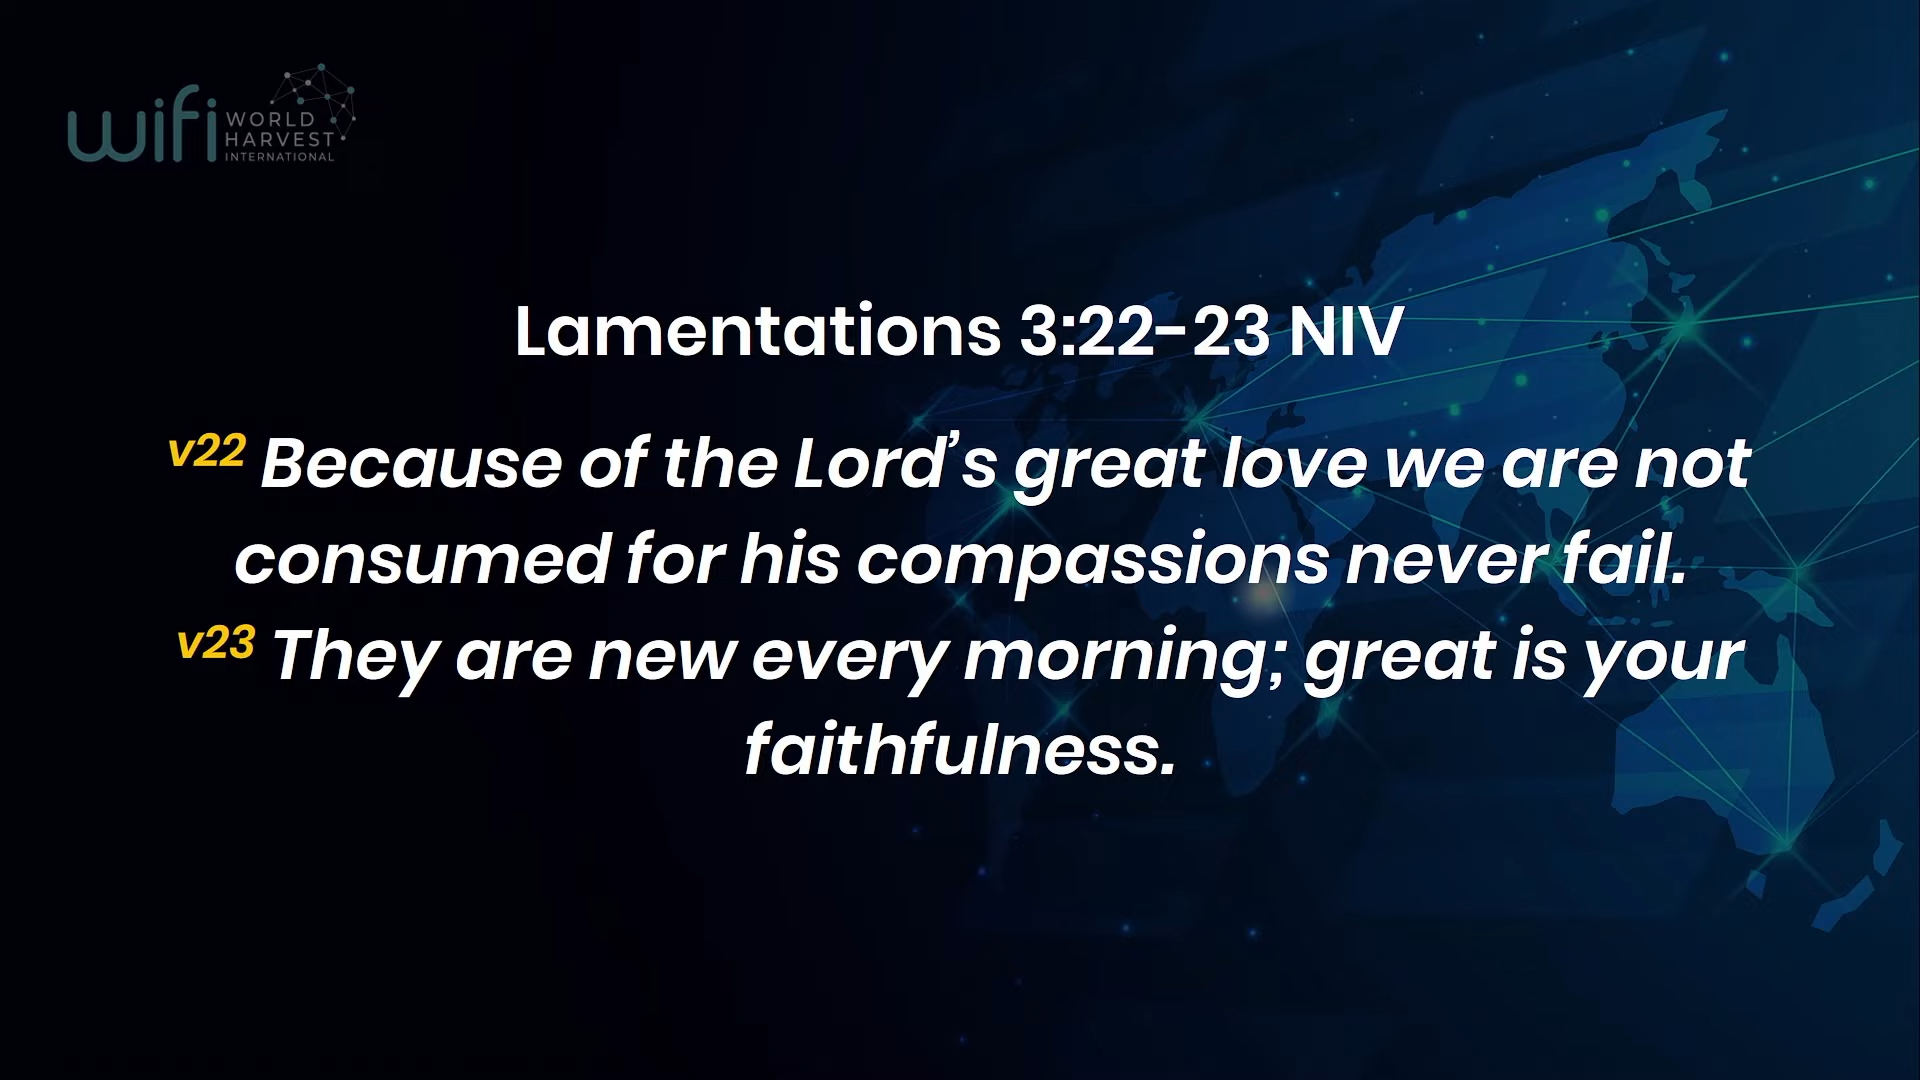 wifi WORLD
HARVEST
INTERNATIONAL
Lamentations 3:22-23 NIV
v22 Because of the Lord's great love we are not
consumed for his compassions never fail.
v23 They are new every morning; great is your
faithfulness.